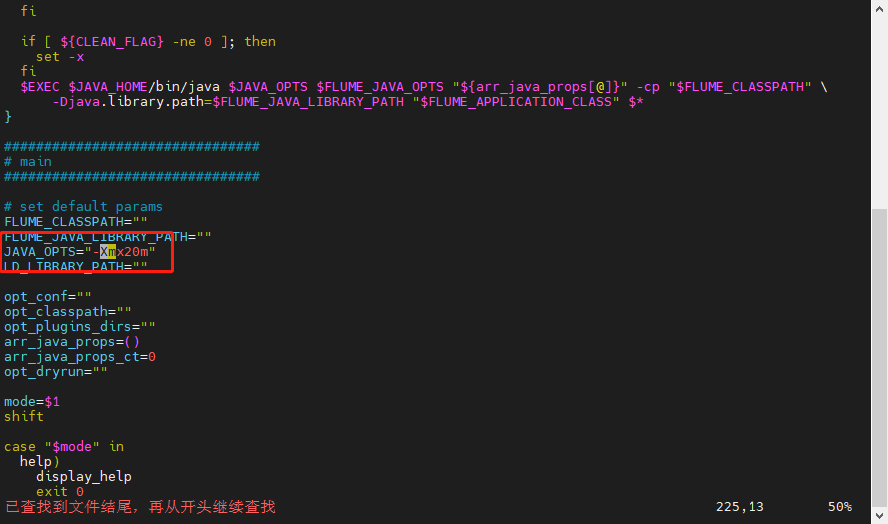 fi
if [ ${CLEAN_FLAG} -ne 0 ]; then
set -x
fi
$EXEC $JAVA_HOME/bin/java $JAVA_OPTS $FLUME_JAVA_OPTS "${arr_java_props[@]}" -cp "$FLUME_CLASSPATH" \
-Djava.library.path=$FLUME_JAVA_LIBRARY_PATH "$FLUME_APPLICATION_CLASS" $*
}
################################
# main
################################
# set default params
FLUME_CLASSPATH=""
FLUME_JAVA_LIBRARY_PATH=""
JAVA_OPTS="-Xmx20m"
LD_LIBRARY_PATH=""
opt_conf=""
opt_classpath=""
opt_plugins_dirs=""
arr_java_props=()
arr_java_props_ct=0
opt_dryrun=""
mode=$1
shift
case "$mode" in
help)
display_help
exit 0
已查找到文件结尾，再从开头继续查找 225,13 50%